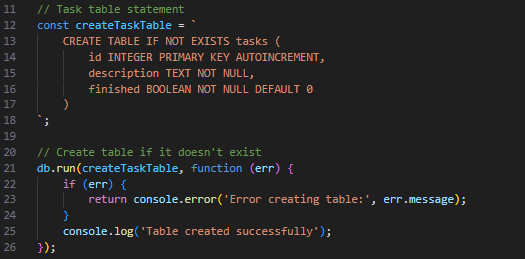 11 // Task table statement
12 const createTaskTable = `
13     CREATE TABLE IF NOT EXISTS tasks (
14         id INTEGER PRIMARY KEY AUTOINCREMENT,
15         description TEXT NOT NULL,
16         finished BOOLEAN NOT NULL DEFAULT 0
17     )
18 `;
19
20 // Create table if it doesn't exist
21 db.run(createTaskTable, function (err) {
22     if (err) {
23         return console.error('Error creating table:', err.message);
24     }
25     console.log('Table created successfully');
26 });